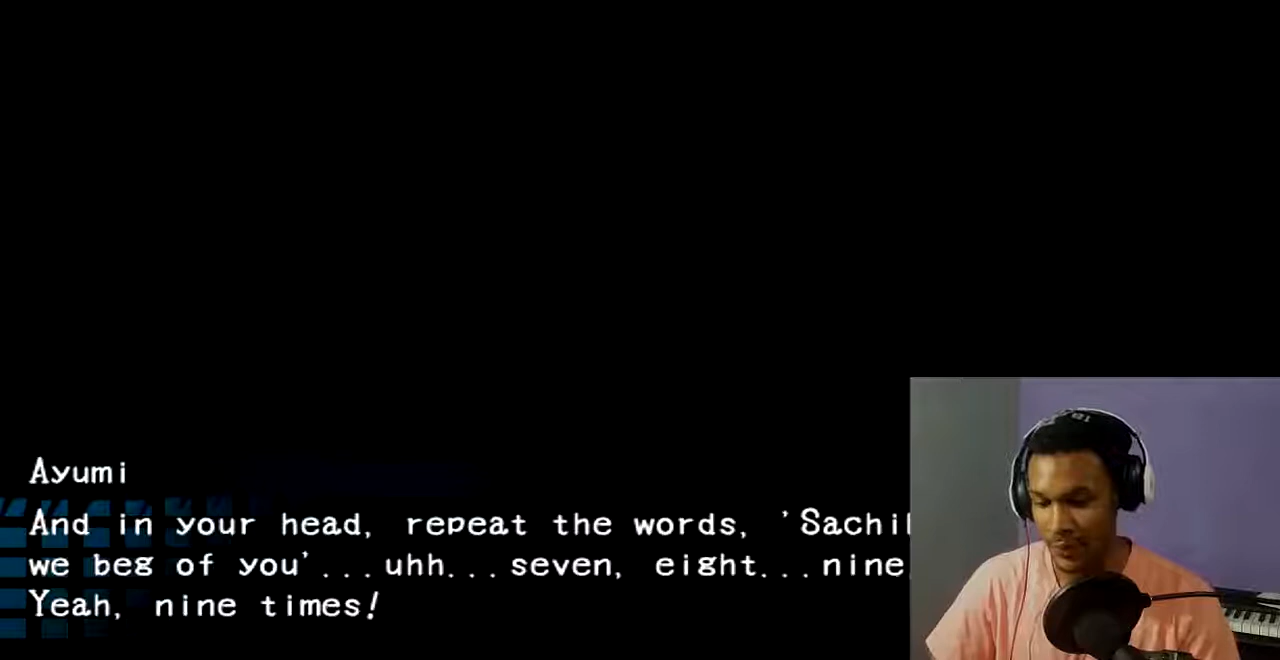 Ayumi
And in your head, repeat the words, 'Sachi
we beg of you'...uhh...seven, eight...nine
Yeah, nine times!